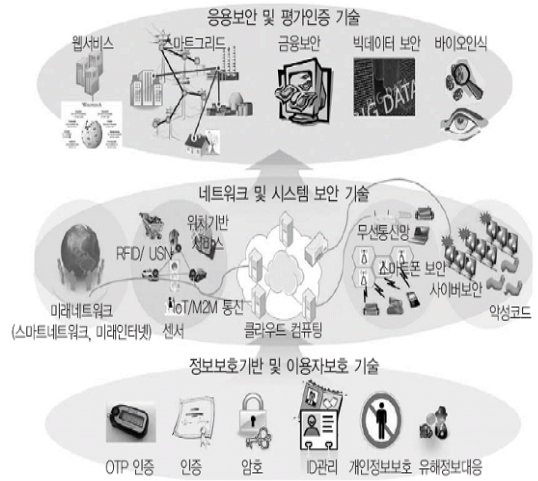 응용보안 및 평가인증 기술
웹서비스 스마트그리드 금융보안 빅데이터 보안 바이오인식
NG DATA
네트워크 및 시스템 보안 기술
위치기반
서비스
RFID/ USN
무선통신망
스마트폰 보안
사이버보안
IoT/M2M 통신
미래네트워크
(스마트네트워크, 미래인터넷)
센서
클라우드 컴퓨팅
악성코드
정보보호기반 및 이용자보호 기술
OTP 인증 인증 암호 ID관리 개인정보보호 유해정보대응